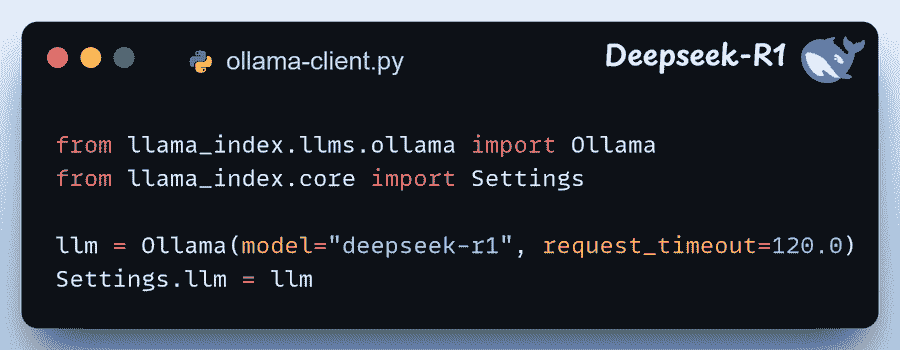 ollama-client.py
Deepseek-R1
from llama_index.llms.ollama import Ollama
from llama_index.core import Settings
llm = Ollama(model="deepseek-r1", request_timeout=120.0)
Settings.llm = llm